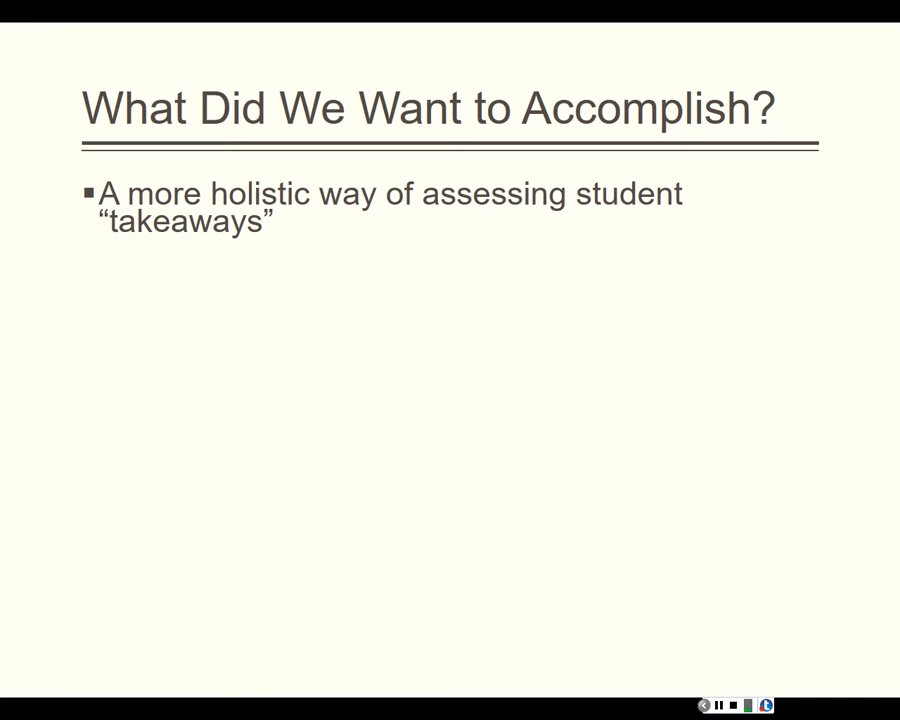 What Did We Want to Accomplish?
▪A more holistic way of assessing student
“takeaways”